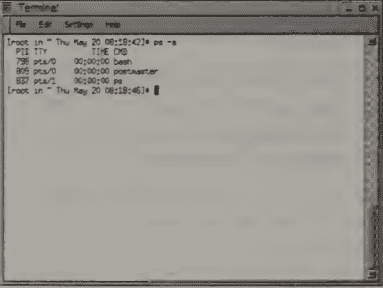 Terminal
File Edit Settings Help
[root in ~ Thu May 20 08:18:42]# ps -a
PID TTY TIME CMD
798 pts/0 00:00:00 bash
805 pts/0 00:00:00 postmaster
837 pts/1 00:00:00 ps
[root in ~ Thu May 20 08:18:46]#